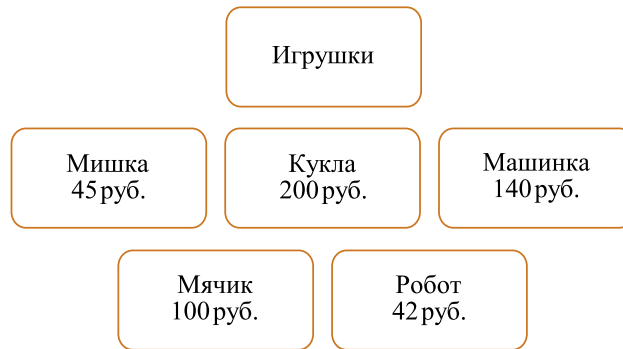 Игрушки
Мишка
45 руб.
Кукла
200 руб.
Машинка
140 руб.
Мячик
100 руб.
Робот
42 руб.